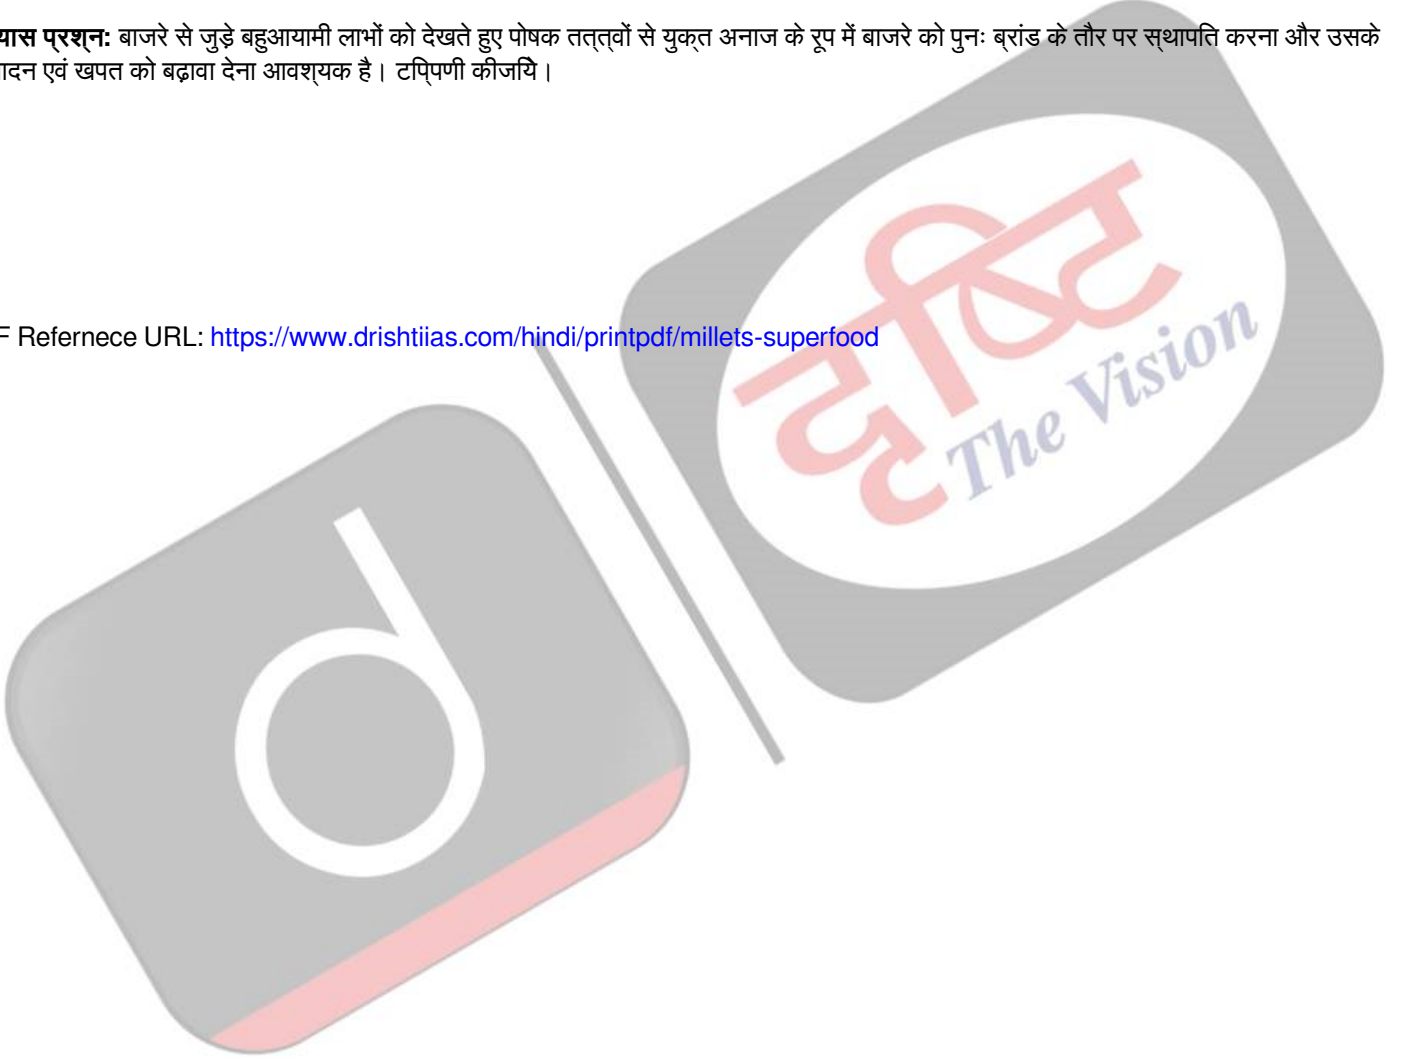 यास प्रश्न: बाजरे से जुड़े बहुआयामी लाभों को देखते हुए पोषक तत्त्वों से युक्त अनाज के रूप में बाजरे को पुनः ब्रांड के तौर पर स्थापित करना और उसके
ादन एवं खपत को बढ़ावा देना आवश्यक है। टिप्पणी कीजिये।
F Refernece URL: https://www.drishtiias.com/hindi/printpdf/millets-superfood
दृष्टि
The Vision
d